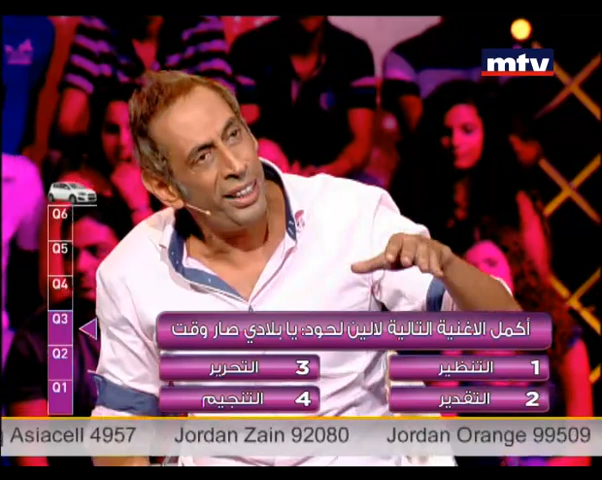 mtv
Q6
Q5
Q4
Q3
Q2
Q1
أكمل الاغنية التالية لالين لحود: يا بلادي صار وقت
1 التنظير
3 التحرير
2 التقدير
4 التنجيم
Asiacell 4957 Jordan Zain 92080 Jordan Orange 99509